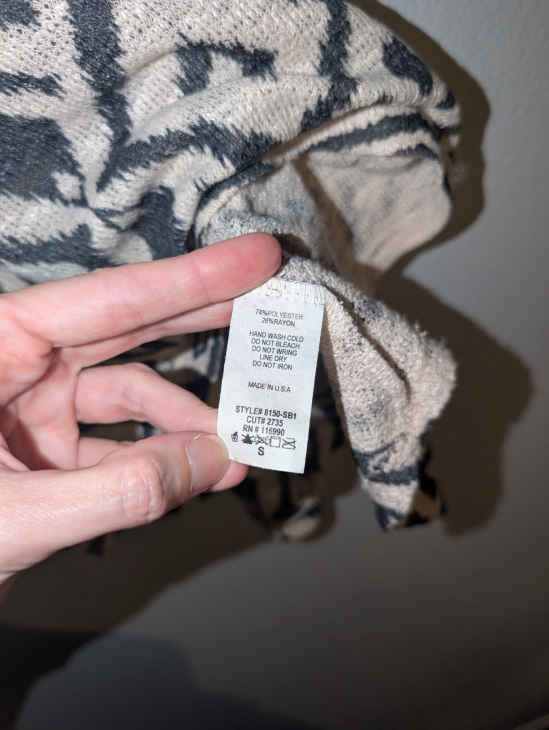 74%POLYESTER
26%RAYON
HAND WASH COLD
DO NOT BLEACH
DO NOT WRING
LINE DRY
DO NOT IRON
MADE IN U.S.A
STYLE# 8150-SB1
CUT# 2735
RN # 116990
S